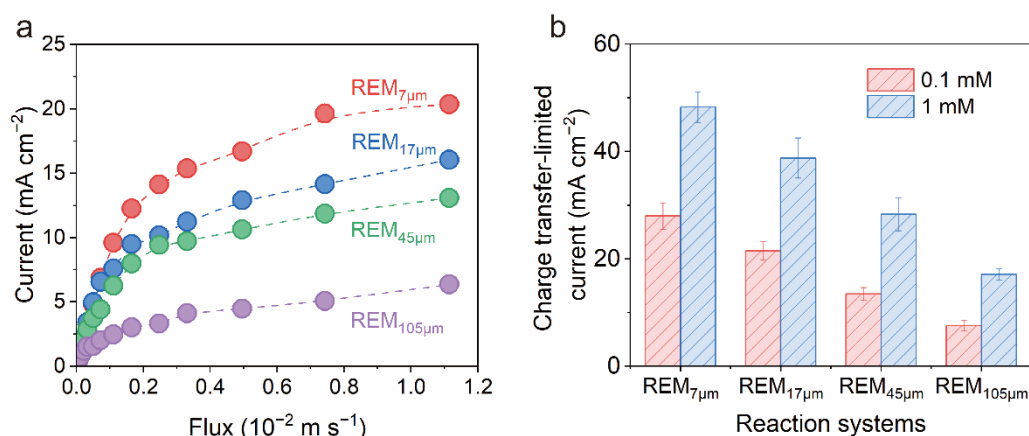 a
25
20
15
10
5
0
Current (mA cm⁻²)
REM₇μm
REM₁₇μm
REM₄₅μm
REM₁₀₅μm
0.0 0.2 0.4 0.6 0.8 1.0 1.2
Flux (10⁻² m s⁻¹)
b
60
40
20
0
Charge transfer-limited
current (mA cm⁻²)
0.1 mM
1 mM
REM₇μm REM₁₇μm REM₄₅μm REM₁₀₅μm
Reaction systems